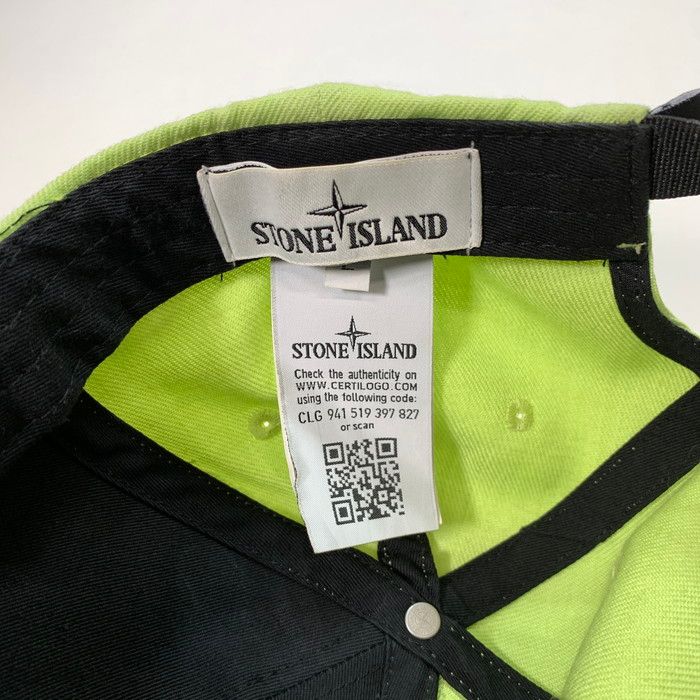 STONE ISLAND
STONE ISLAND
Check the authenticity on
WWW.CERTILOGO.COM
using the following code:
CLG 941 519 397 827
or scan